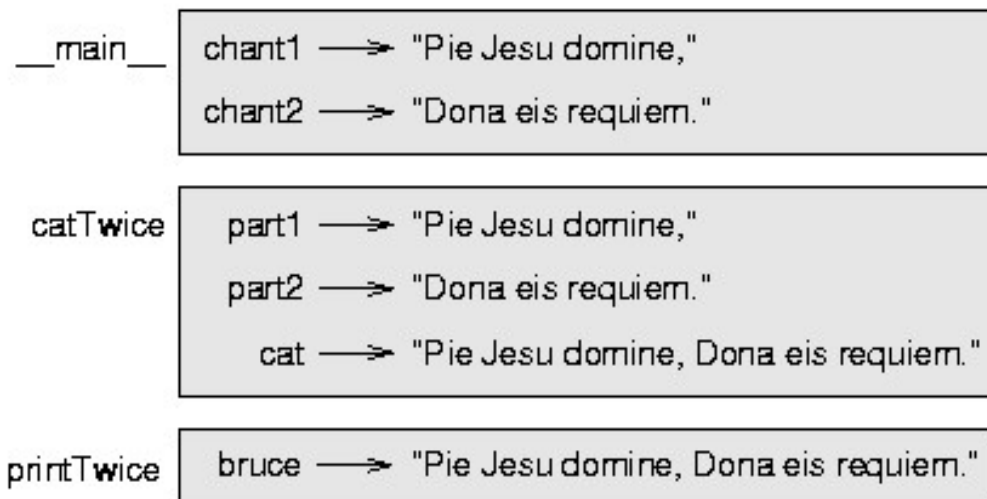 __main__ chant1 "Pie Jesu domine,"
chant2 "Dona eis requiem."
catTwice part1 "Pie Jesu domine,"
part2 "Dona eis requiem."
cat "Pie Jesu domine, Dona eis requiem."
printTwice bruce "Pie Jesu domine, Dona eis requiem."